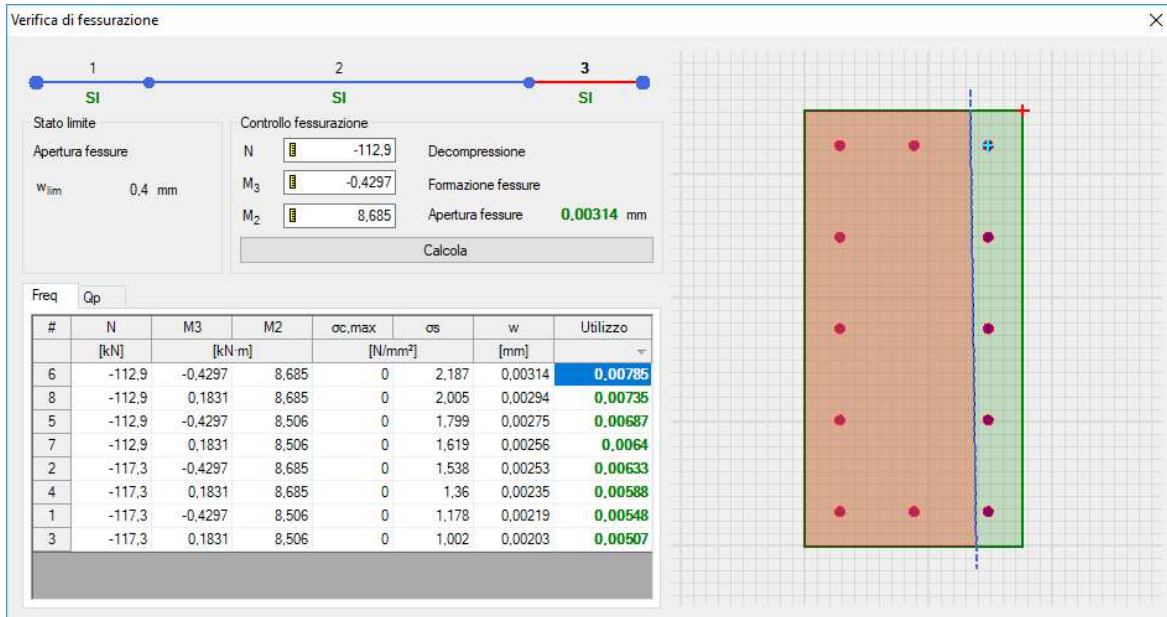 Verifica di fessurazione
1 2 3
SI SI SI
Stato limite
Apertura fessure
wlim 0,4 mm
Controllo fessurazione
N -112,9 Decompressione
M3 -0,4297 Formazione fessure
M2 8,685 Apertura fessure 0,00314 mm
Calcola
Freq Qp
# N M3 M2 σc,max σs w Utilizzo
[kN] [kN·m] [N/mm²] [mm]
6 -112,9 -0,4297 8,685 0 2,187 0,00314 0,00785
8 -112,9 0,1831 8,685 0 2,005 0,00294 0,00735
5 -112,9 -0,4297 8,506 0 1,799 0,00275 0,00687
7 -112,9 0,1831 8,506 0 1,619 0,00256 0,0064
2 -117,3 -0,4297 8,685 0 1,538 0,00253 0,00633
4 -117,3 0,1831 8,685 0 1,36 0,00235 0,00588
1 -117,3 -0,4297 8,506 0 1,178 0,00219 0,00548
3 -117,3 0,1831 8,506 0 1,002 0,00203 0,00507